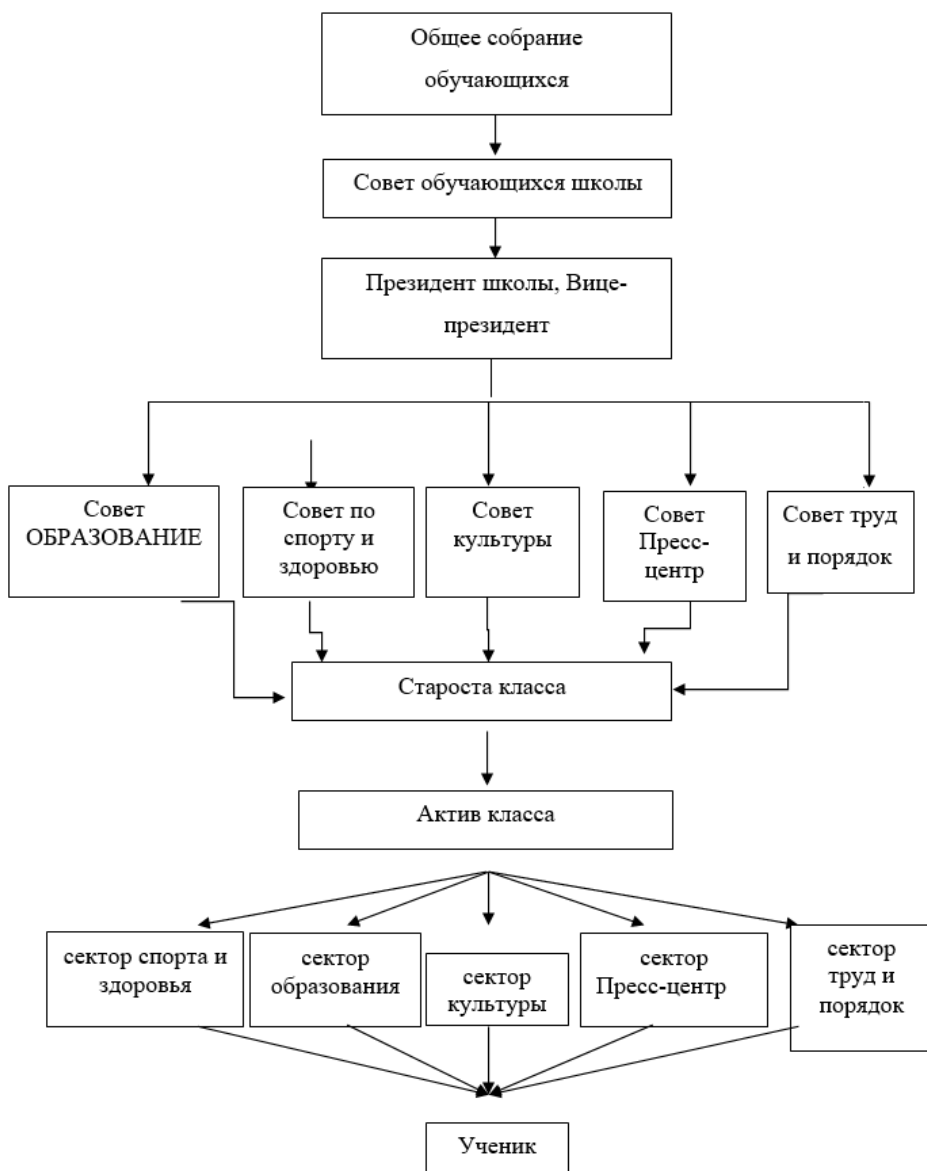 Общее собрание
обучающихся
Совет обучающихся школы
Президент школы, Вице-
президент
Совет
ОБРАЗОВАНИЕ
Совет по
спорту и
здоровью
Совет
культуры
Совет
Пресс-
центр
Совет труд
и порядок
Староста класса
Актив класса
сектор спорта и
здоровья
сектор
образования
сектор
культуры
сектор
Пресс-центр
сектор
труд и
порядок
Ученик